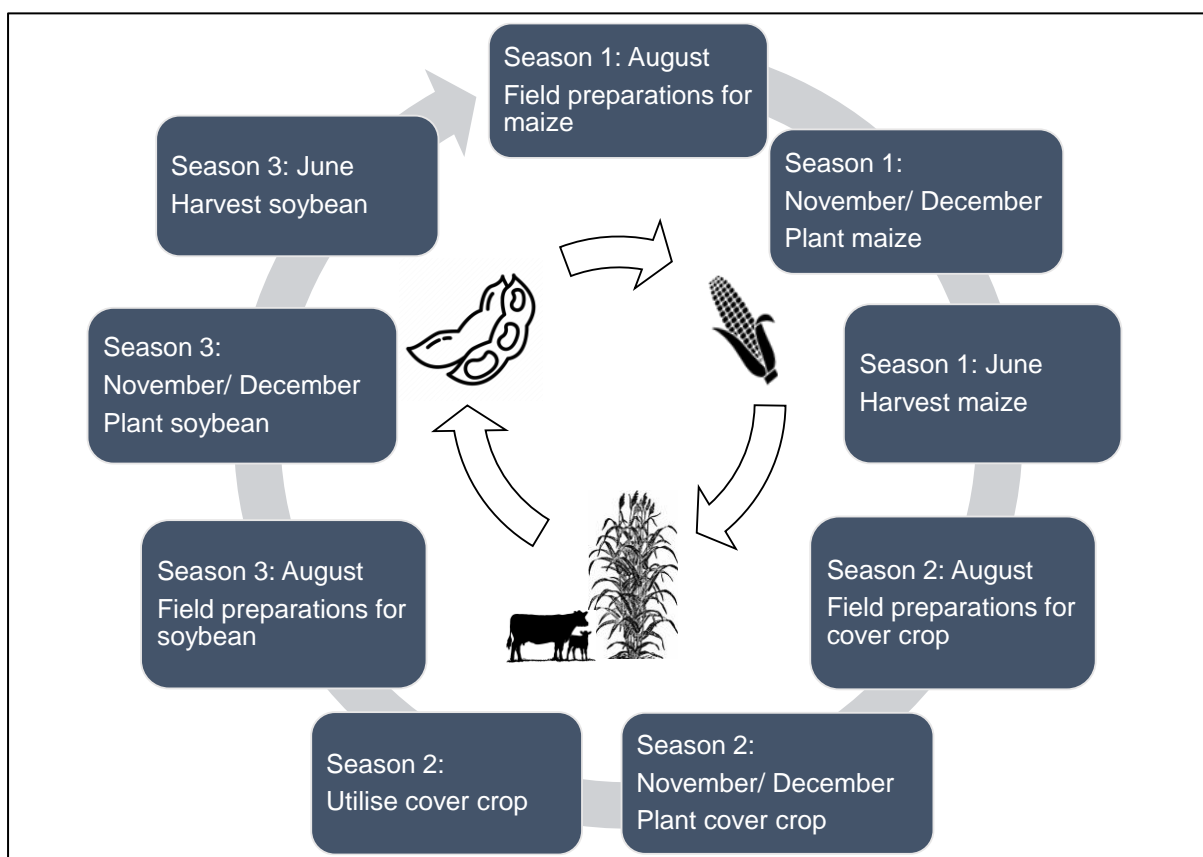 Season 1: August
Field preparations for
maize
Season 1:
November/ December
Plant maize
Season 1: June
Harvest maize
Season 2: August
Field preparations for
cover crop
Season 2:
November/ December
Plant cover crop
Season 2:
Utilise cover crop
Season 3: August
Field preparations for
soybean
Season 3:
November/ December
Plant soybean
Season 3: June
Harvest soybean